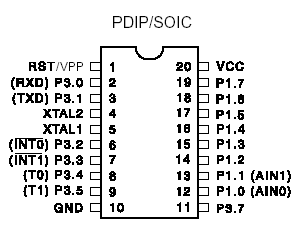 PDIP/SOIC
RST/VPP 1 20 VCC
(RXD) P3.0 2 19 P1.7
(TXD) P3.1 3 18 P1.6
XTAL2 4 17 P1.5
XTAL1 5 16 P1.4
(INT0) P3.2 6 15 P1.3
(INT1) P3.3 7 14 P1.2
(T0) P3.4 8 13 P1.1 (AIN1)
(T1) P3.5 9 12 P1.0 (AIN0)
GND 10 11 P3.7